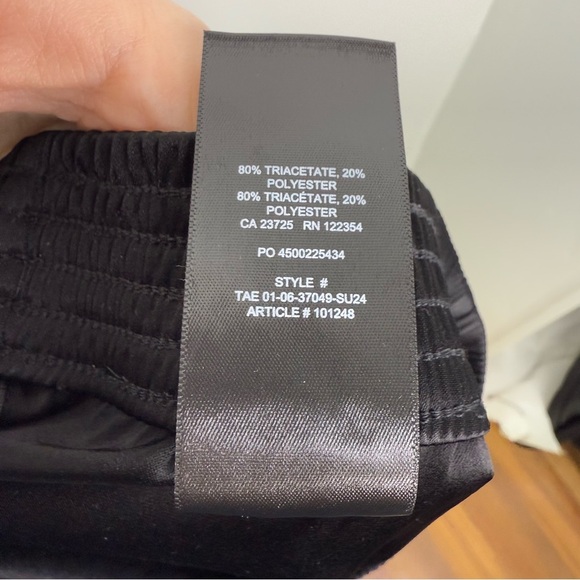 80% TRIACETATE, 20%
POLYESTER
80% TRIACÉTATE, 20%
POLYESTER
CA 23725 RN 122354
PO 4500225434
STYLE #
TAE 01-06-37049-SU24
ARTICLE # 101248